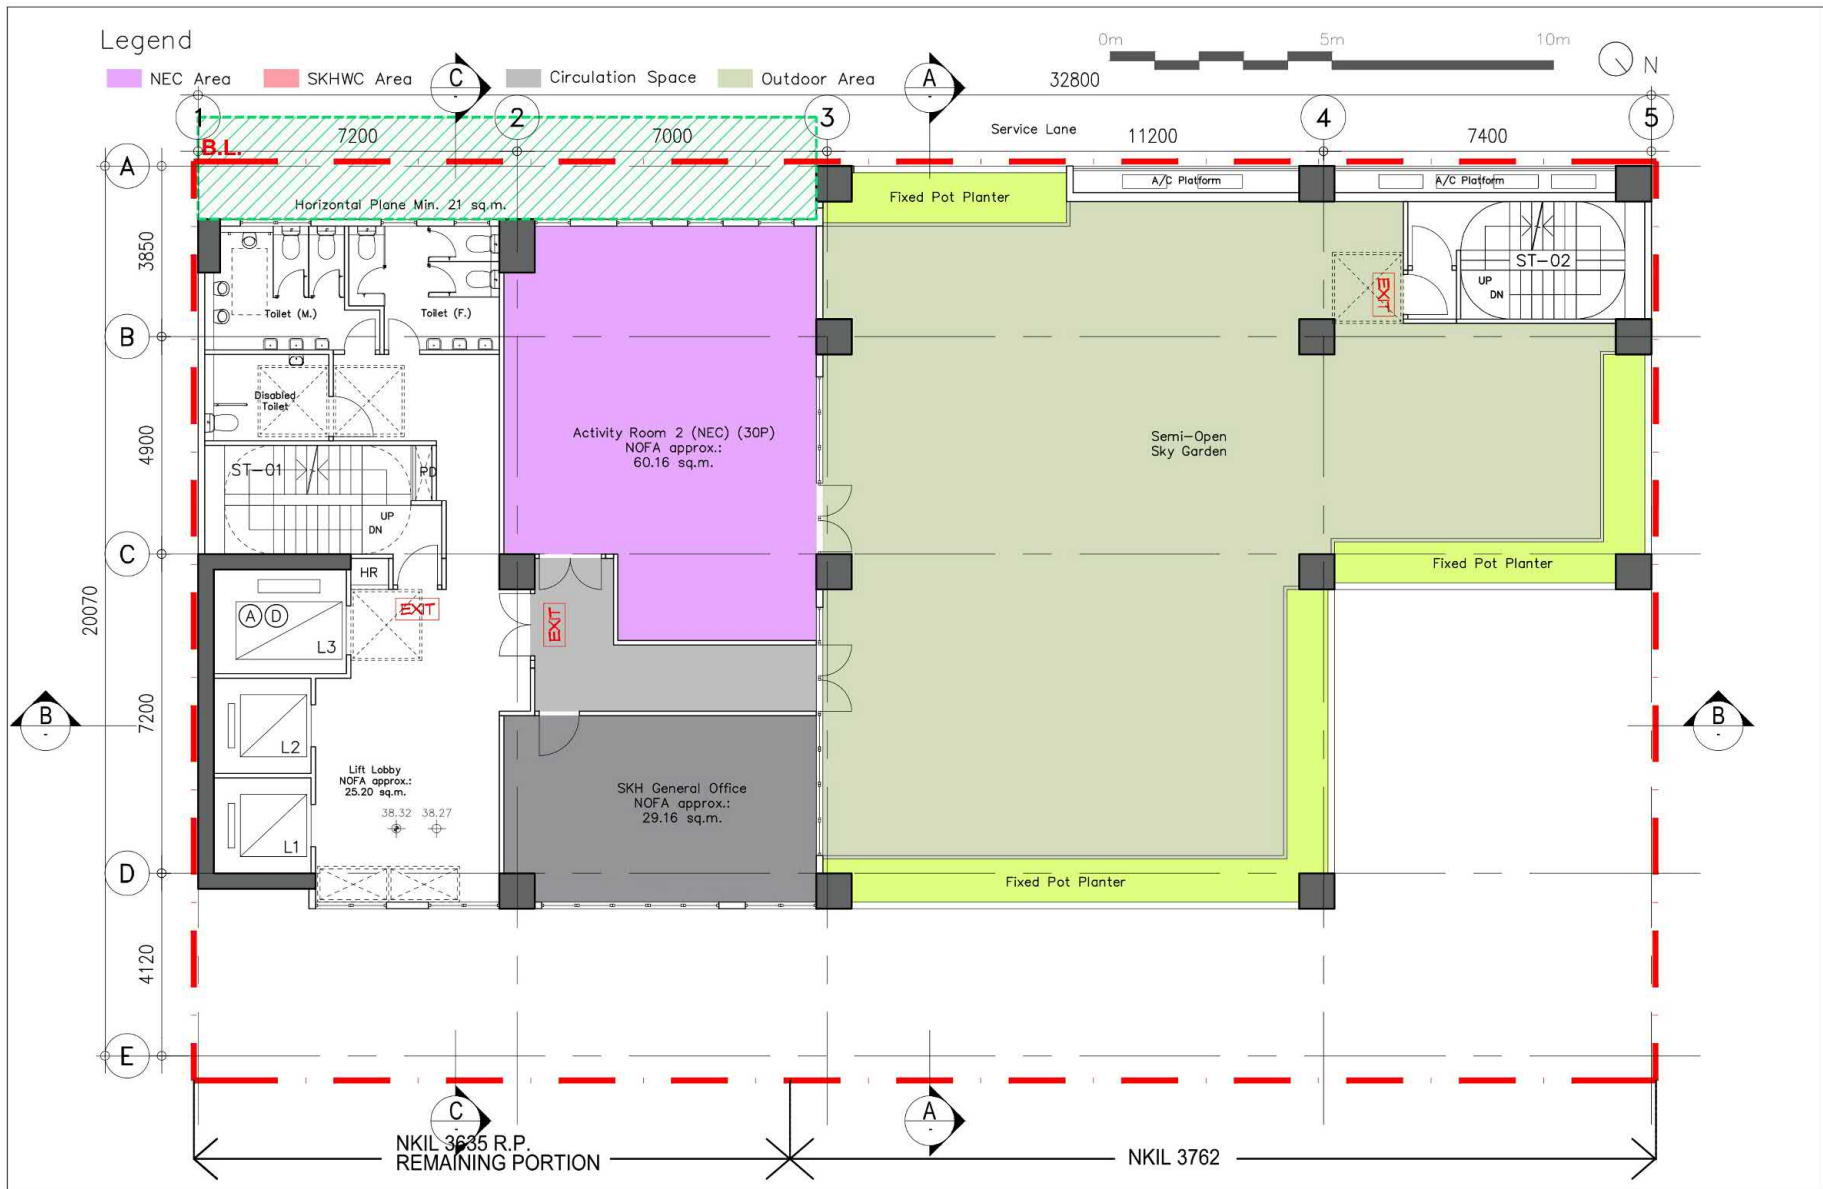 Legend
NEC Area
SKHWC Area
Circulation Space
Outdoor Area
C
-
A
-
32800
0m
5m
10m
N
1
2
3
4
5
7200
7000
Service Lane
11200
7400
B.L.
A
B
C
D
E
3850
4900
7200
4120
20070
Horizontal Plane Min. 21 sq.m.
Fixed Pot Planter
A/C Platform
A/C Platform
Toilet (M.)
Toilet (F.)
EXIT
ST-02
UP
DN
Disabled
Toilet
Activity Room 2 (NEC) (30P)
NOFA approx.:
60.16 sq.m.
Semi-Open
Sky Garden
ST-01
PD
UP
DN
HR
Fixed Pot Planter
A
D
L3
EXIT
EXIT
B
-
B
-
L2
Lift Lobby
NOFA approx.:
25.20 sq.m.
SKH General Office
NOFA approx.:
29.16 sq.m.
38.32
38.27
L1
Fixed Pot Planter
C
-
A
-
NKIL 3635 R.P.
REMAINING PORTION
NKIL 3762